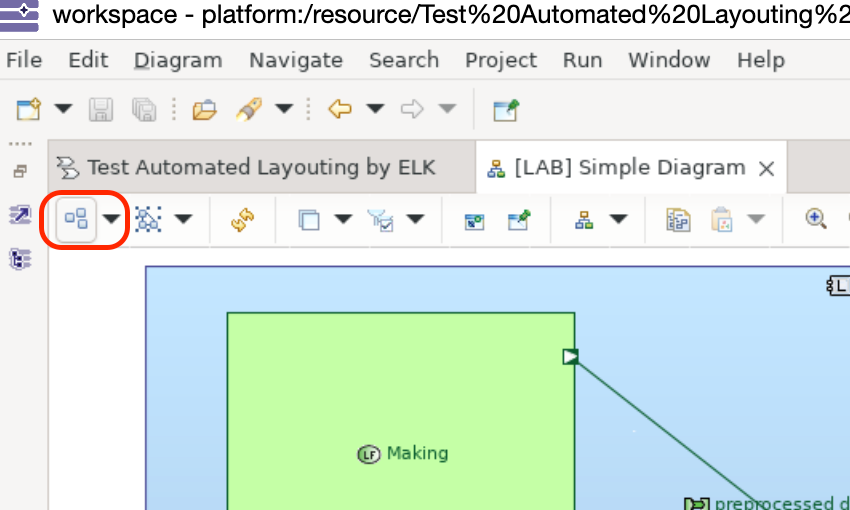 workspace - platform:/resource/Test%20Automated%20Layouting%2
File Edit Diagram Navigate Search Project Run Window Help
Test Automated Layouting by ELK [LAB] Simple Diagram
L
LF Making
preprocessed d